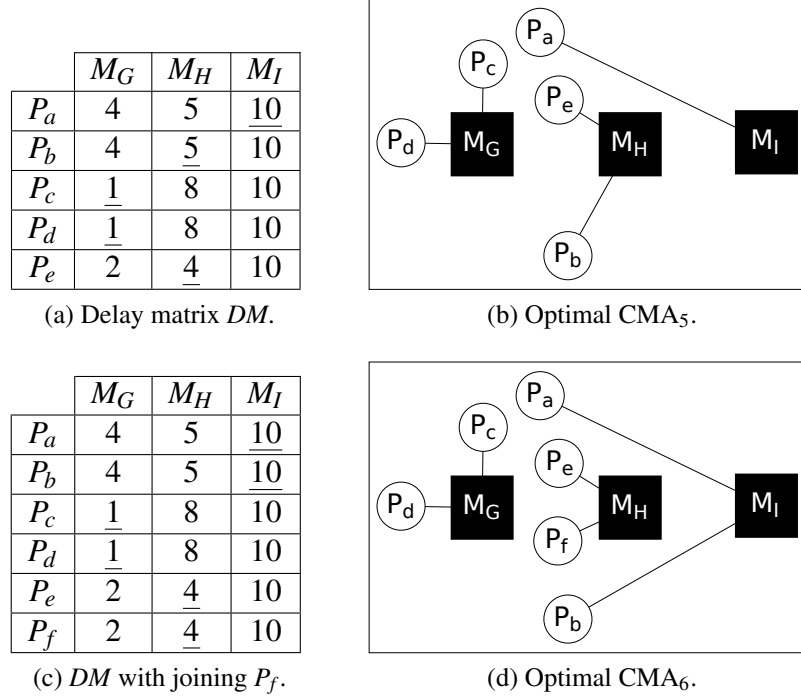 M_G M_H M_I
P_a 4 5 10
P_b 4 5 10
P_c 1 8 10
P_d 1 8 10
P_e 2 4 10
(a) Delay matrix DM.
P_a
P_c
P_e
P_d M_G M_H M_I
P_b
(b) Optimal CMA_5.
M_G M_H M_I
P_a 4 5 10
P_b 4 5 10
P_c 1 8 10
P_d 1 8 10
P_e 2 4 10
P_f 2 4 10
(c) DM with joining P_f.
P_a
P_c
P_e
P_d M_G M_H M_I
P_f
P_b
(d) Optimal CMA_6.